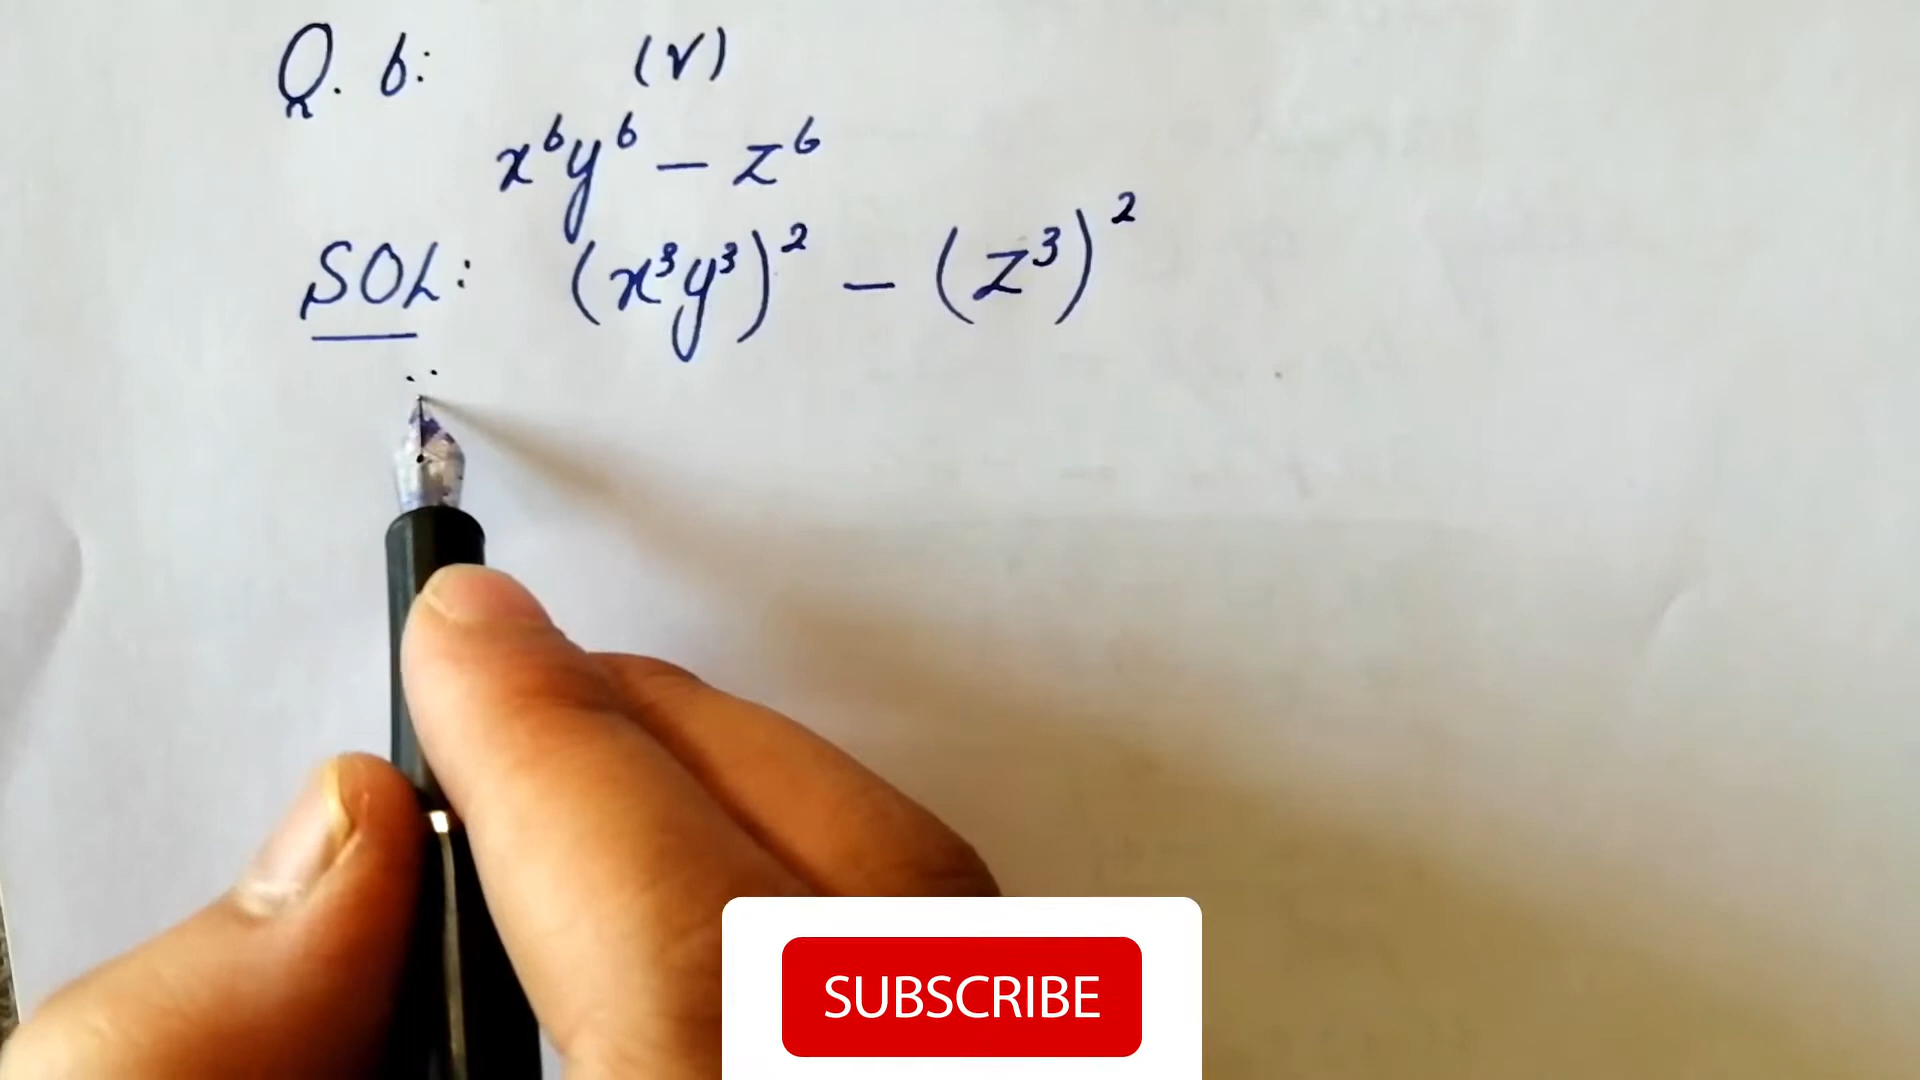 Q. 6: (v)
x⁶y⁶ - z⁶
SOL: (x³y³)² - (z³)²
∵
SUBSCRIBE